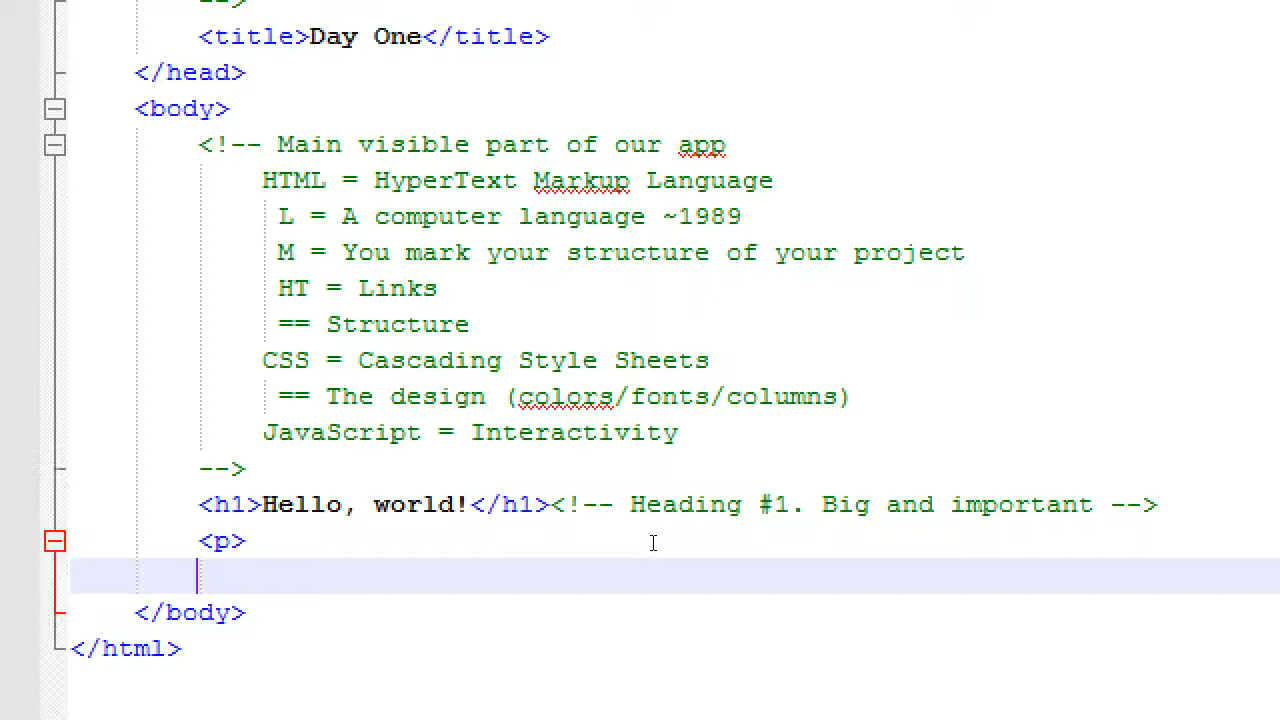 -->
<title>Day One</title>
</head>
<body>
<!-- Main visible part of our app
HTML = HyperText Markup Language
L = A computer language ~1989
M = You mark your structure of your project
HT = Links
== Structure
CSS = Cascading Style Sheets
== The design (colors/fonts/columns)
JavaScript = Interactivity
-->
<h1>Hello, world!</h1><!-- Heading #1. Big and important -->
<p>
</body>
</html>